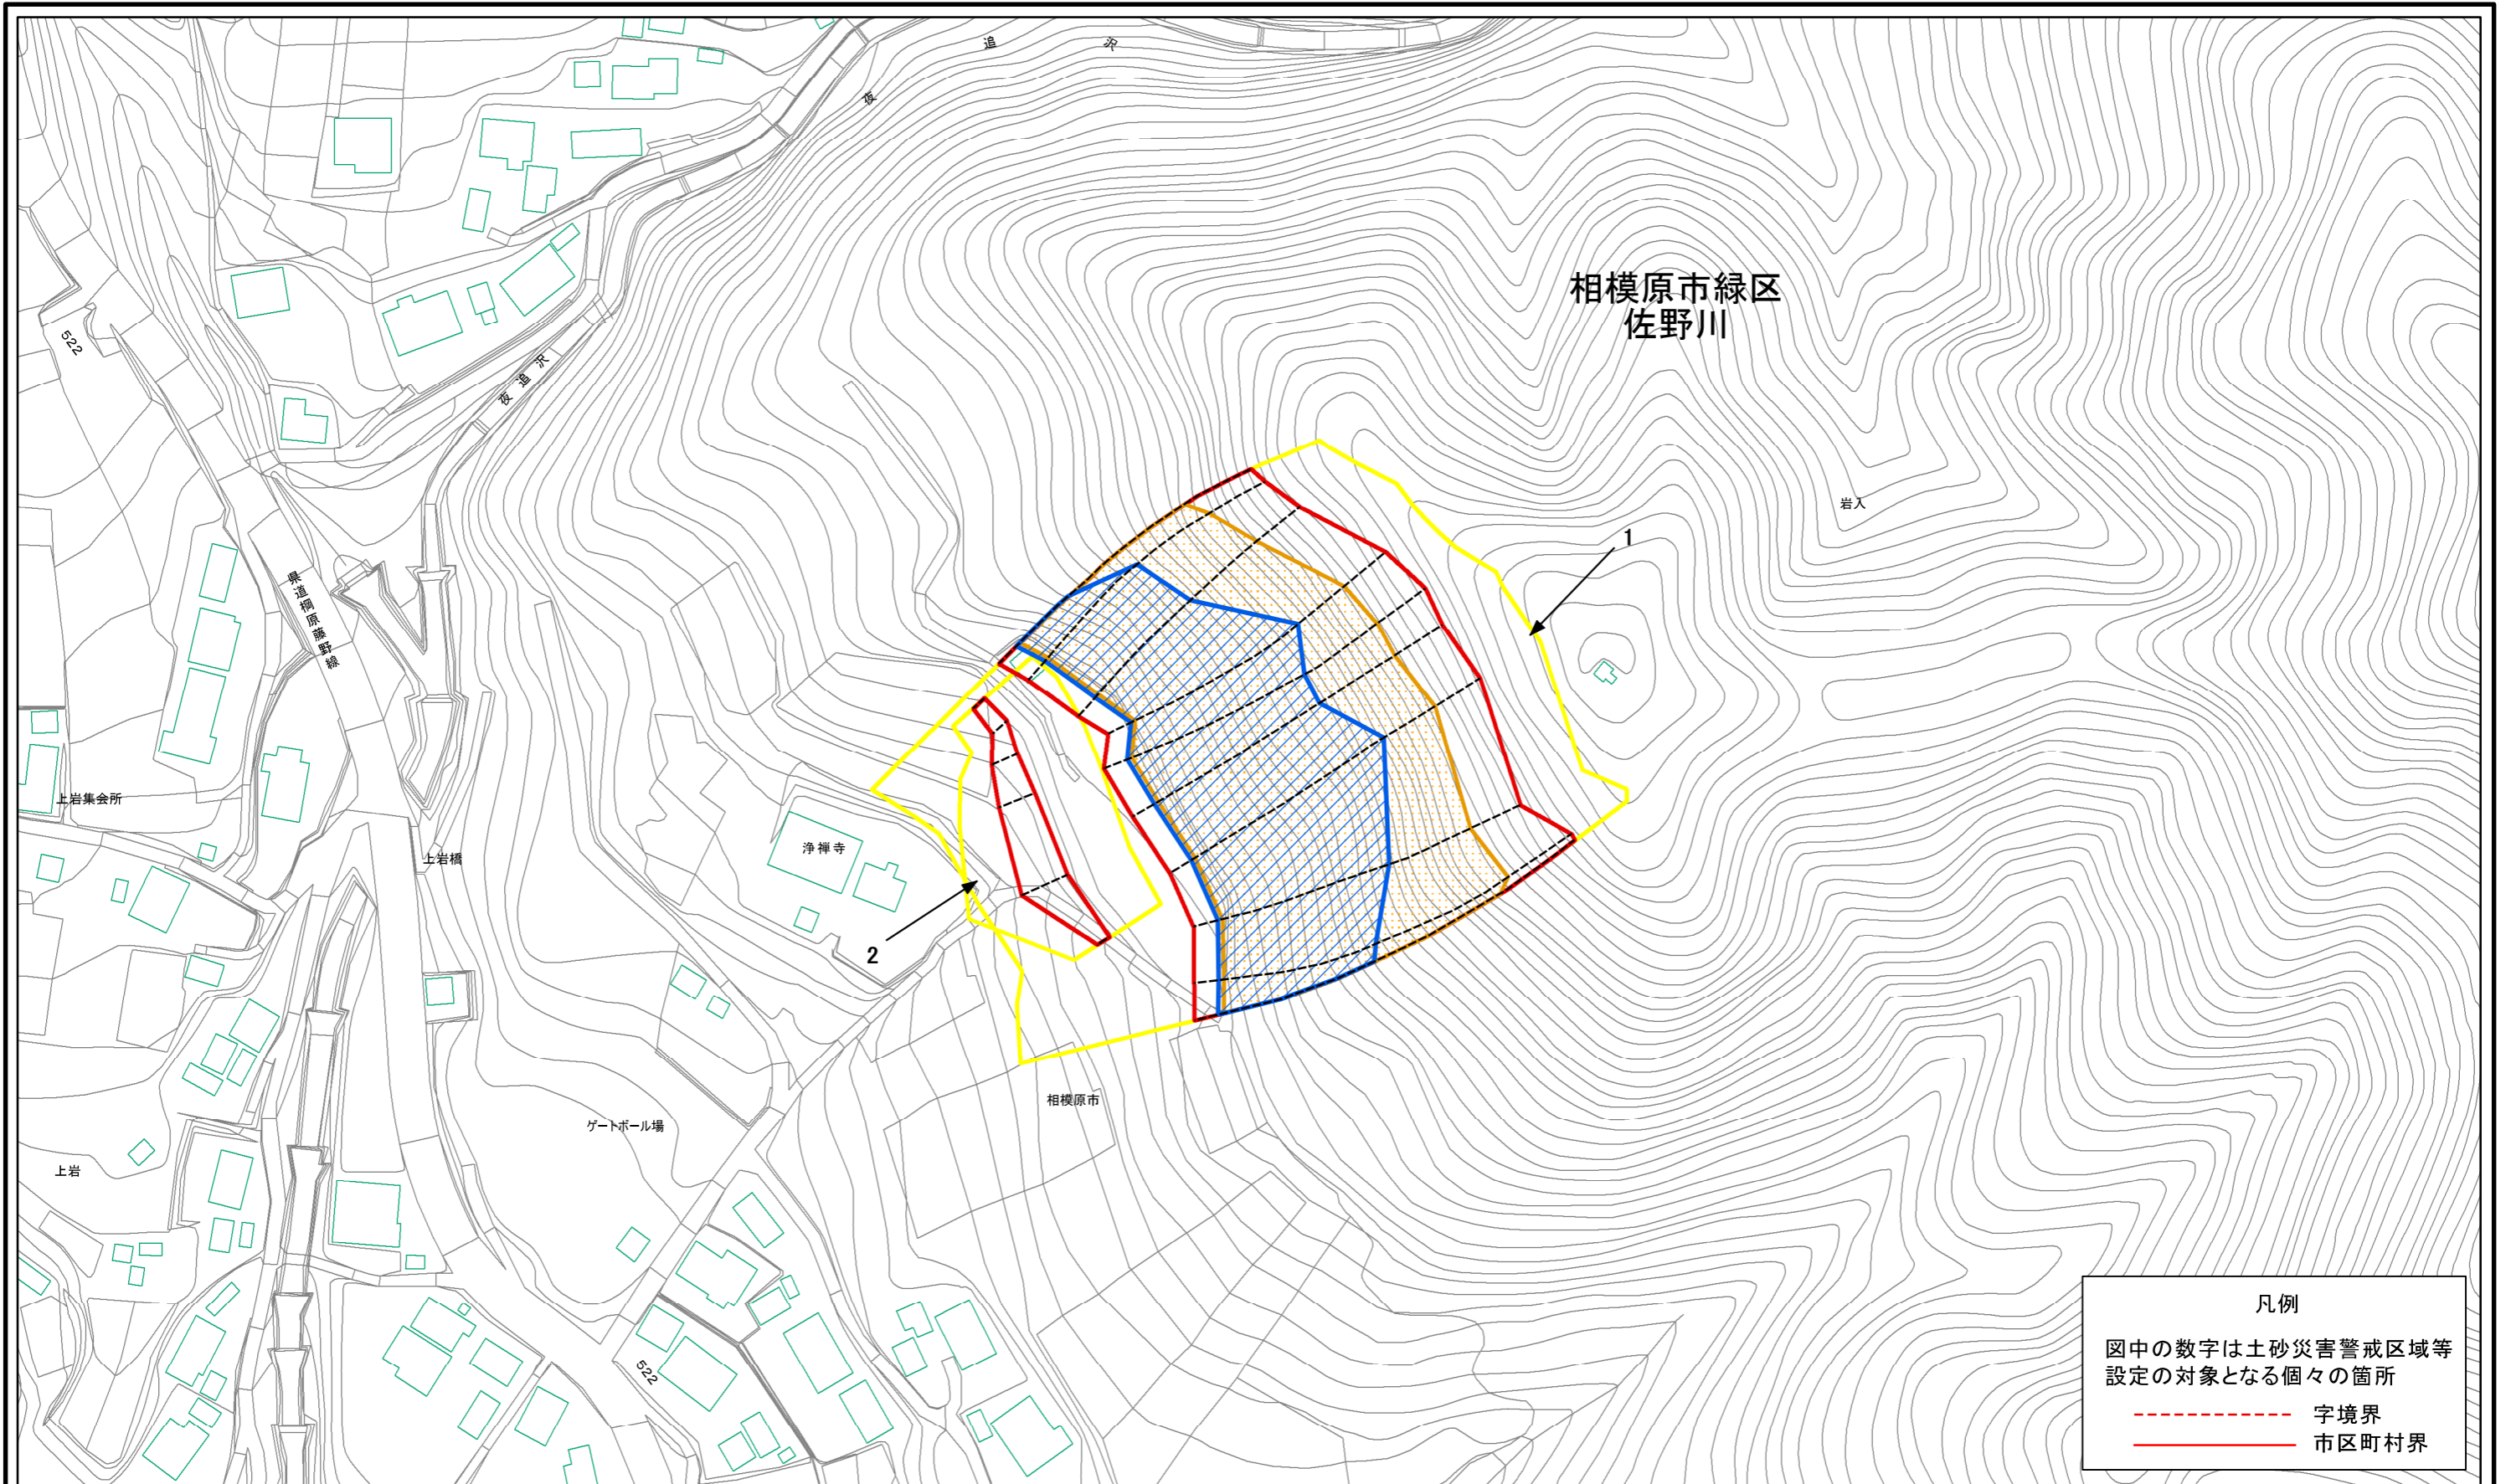 追
沢
夜
相模原市緑区
佐野川
522
夜追沢
岩入
1
県道棡原藤野線
上岩集会所
上岩橋
浄禅寺
2
相模原市
ゲートボール場
上岩
522
凡例
図中の数字は土砂災害警戒区域等
設定の対象となる個々の箇所
字境界
市区町村界